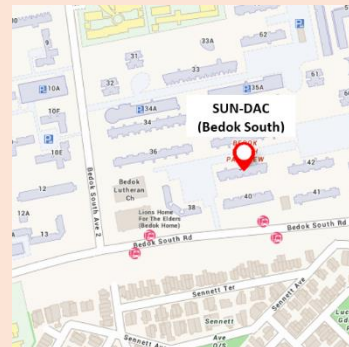 62
9
33A
33
61
32
10A
35A
SUN-DAC
(Bedok South)
34A
10F
34
36
10E
42
Bedok
Lutheran
Ch
12
Lions Home
For The Elders
(Bedok Home)
38
40
41
12A
13
Bedok South Ave 2
Bedok South Rd
Bedok South Rd
Sennett Ter
Sennett Ave
Sennett
Ave